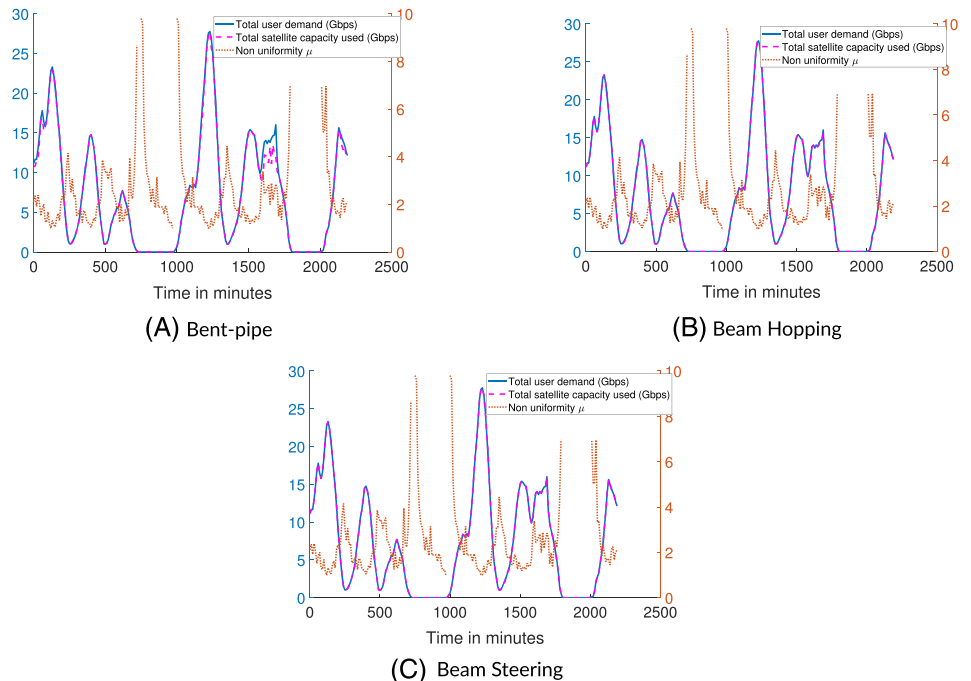 30
25
20
15
10
5
0
10
8
6
4
2
0
Total user demand (Gbps)
Total satellite capacity used (Gbps)
Non uniformity μ
0 500 1000 1500 2000 2500
Time in minutes
(A) Bent-pipe
30
25
20
15
10
5
0
10
8
6
4
2
0
Total user demand (Gbps)
Total satellite capacity used (Gbps)
Non uniformity μ
0 500 1000 1500 2000 2500
Time in minutes
(B) Beam Hopping
30
25
20
15
10
5
0
10
8
6
4
2
0
Total user demand (Gbps)
Total satellite capacity used (Gbps)
Non uniformity μ
0 500 1000 1500 2000 2500
Time in minutes
(C) Beam Steering